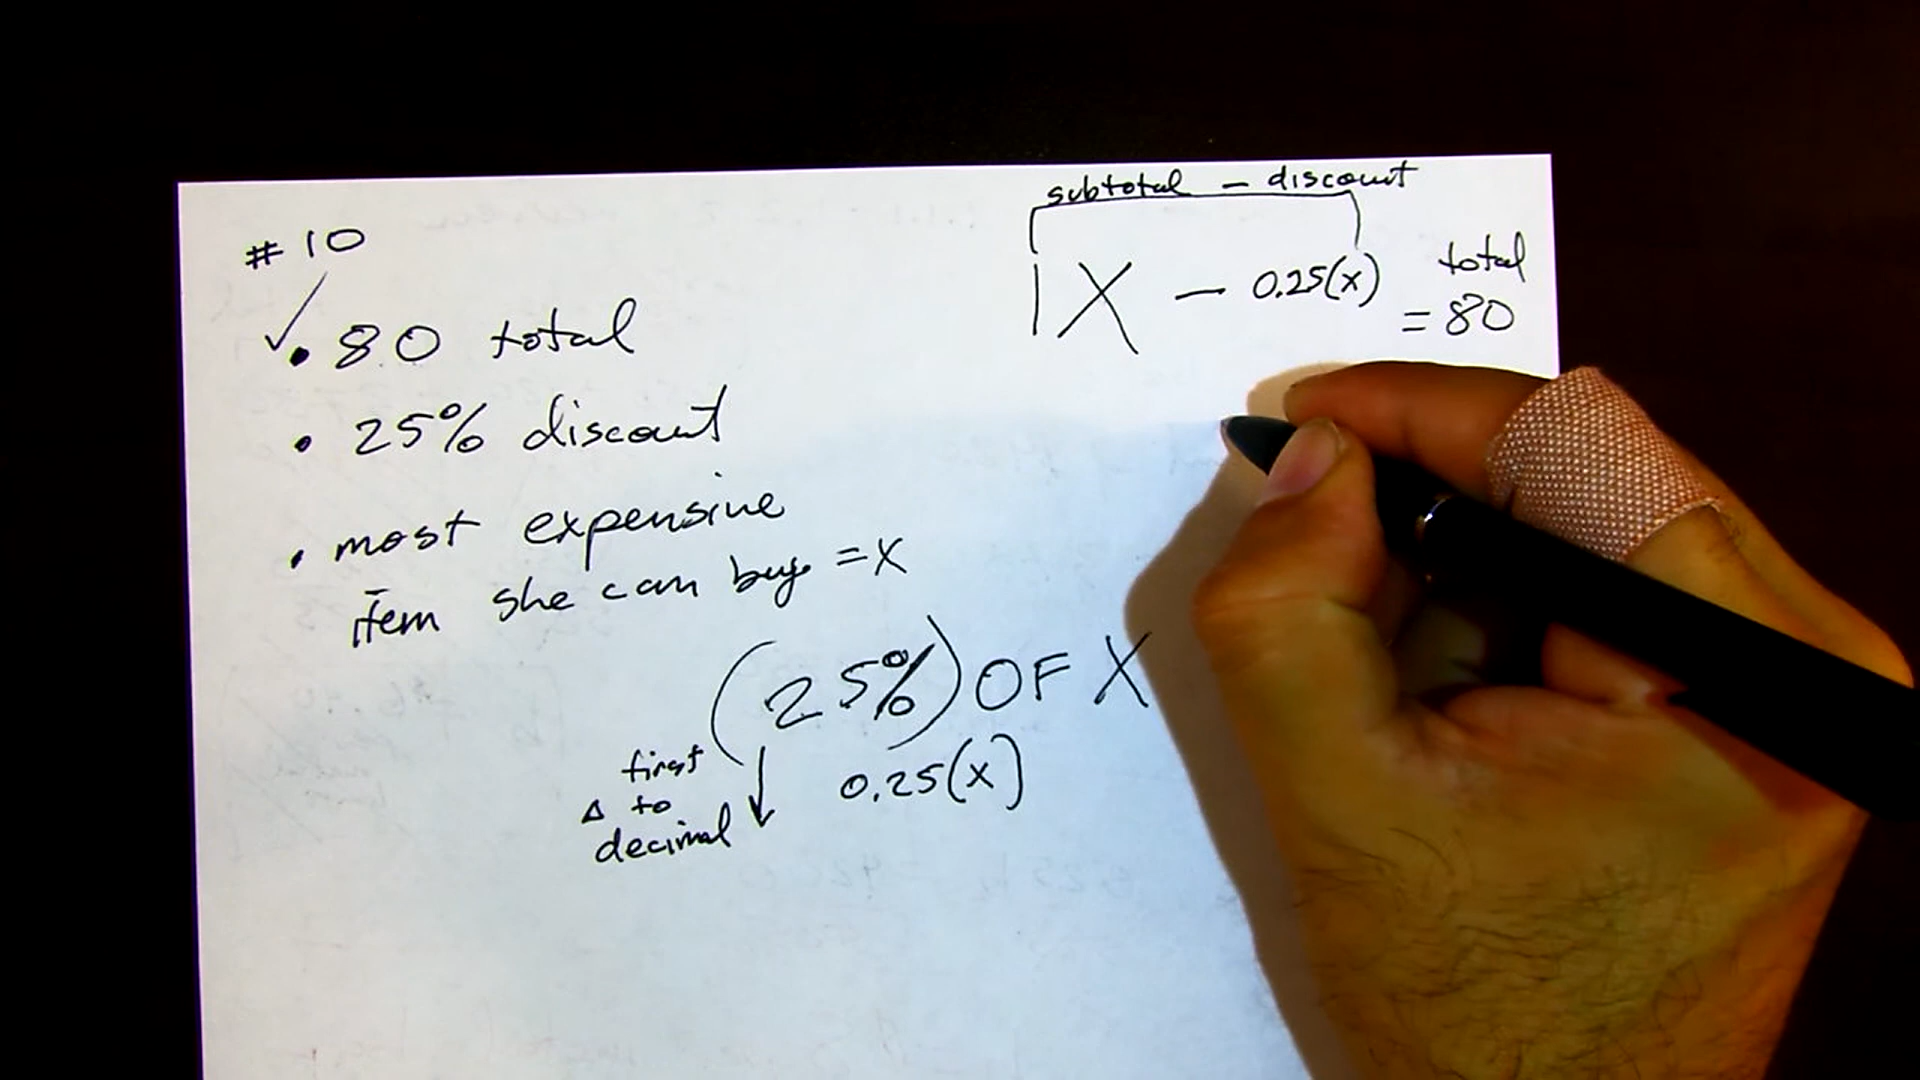 # 10
✓ • 80 total
• 25% discount
• most expensive
item she can buy = X
(25%) OF X
first
Δ to
decimal
0.25(x)
subtotal – discount
1X – 0.25(x) = 80
total